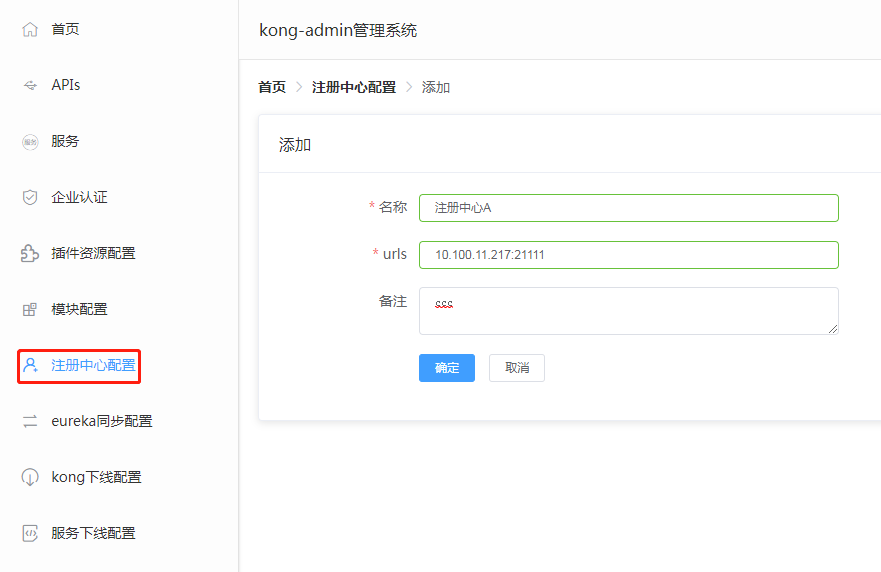 首页
APIs
服务
服务
企业认证
插件资源配置
模块配置
注册中心配置
eureka同步配置
kong下线配置
服务下线配置
kong-admin管理系统
首页 > 注册中心配置 > 添加
添加
* 名称 注册中心A
* urls 10.100.11.217:21111
备注 ccc
确定 取消